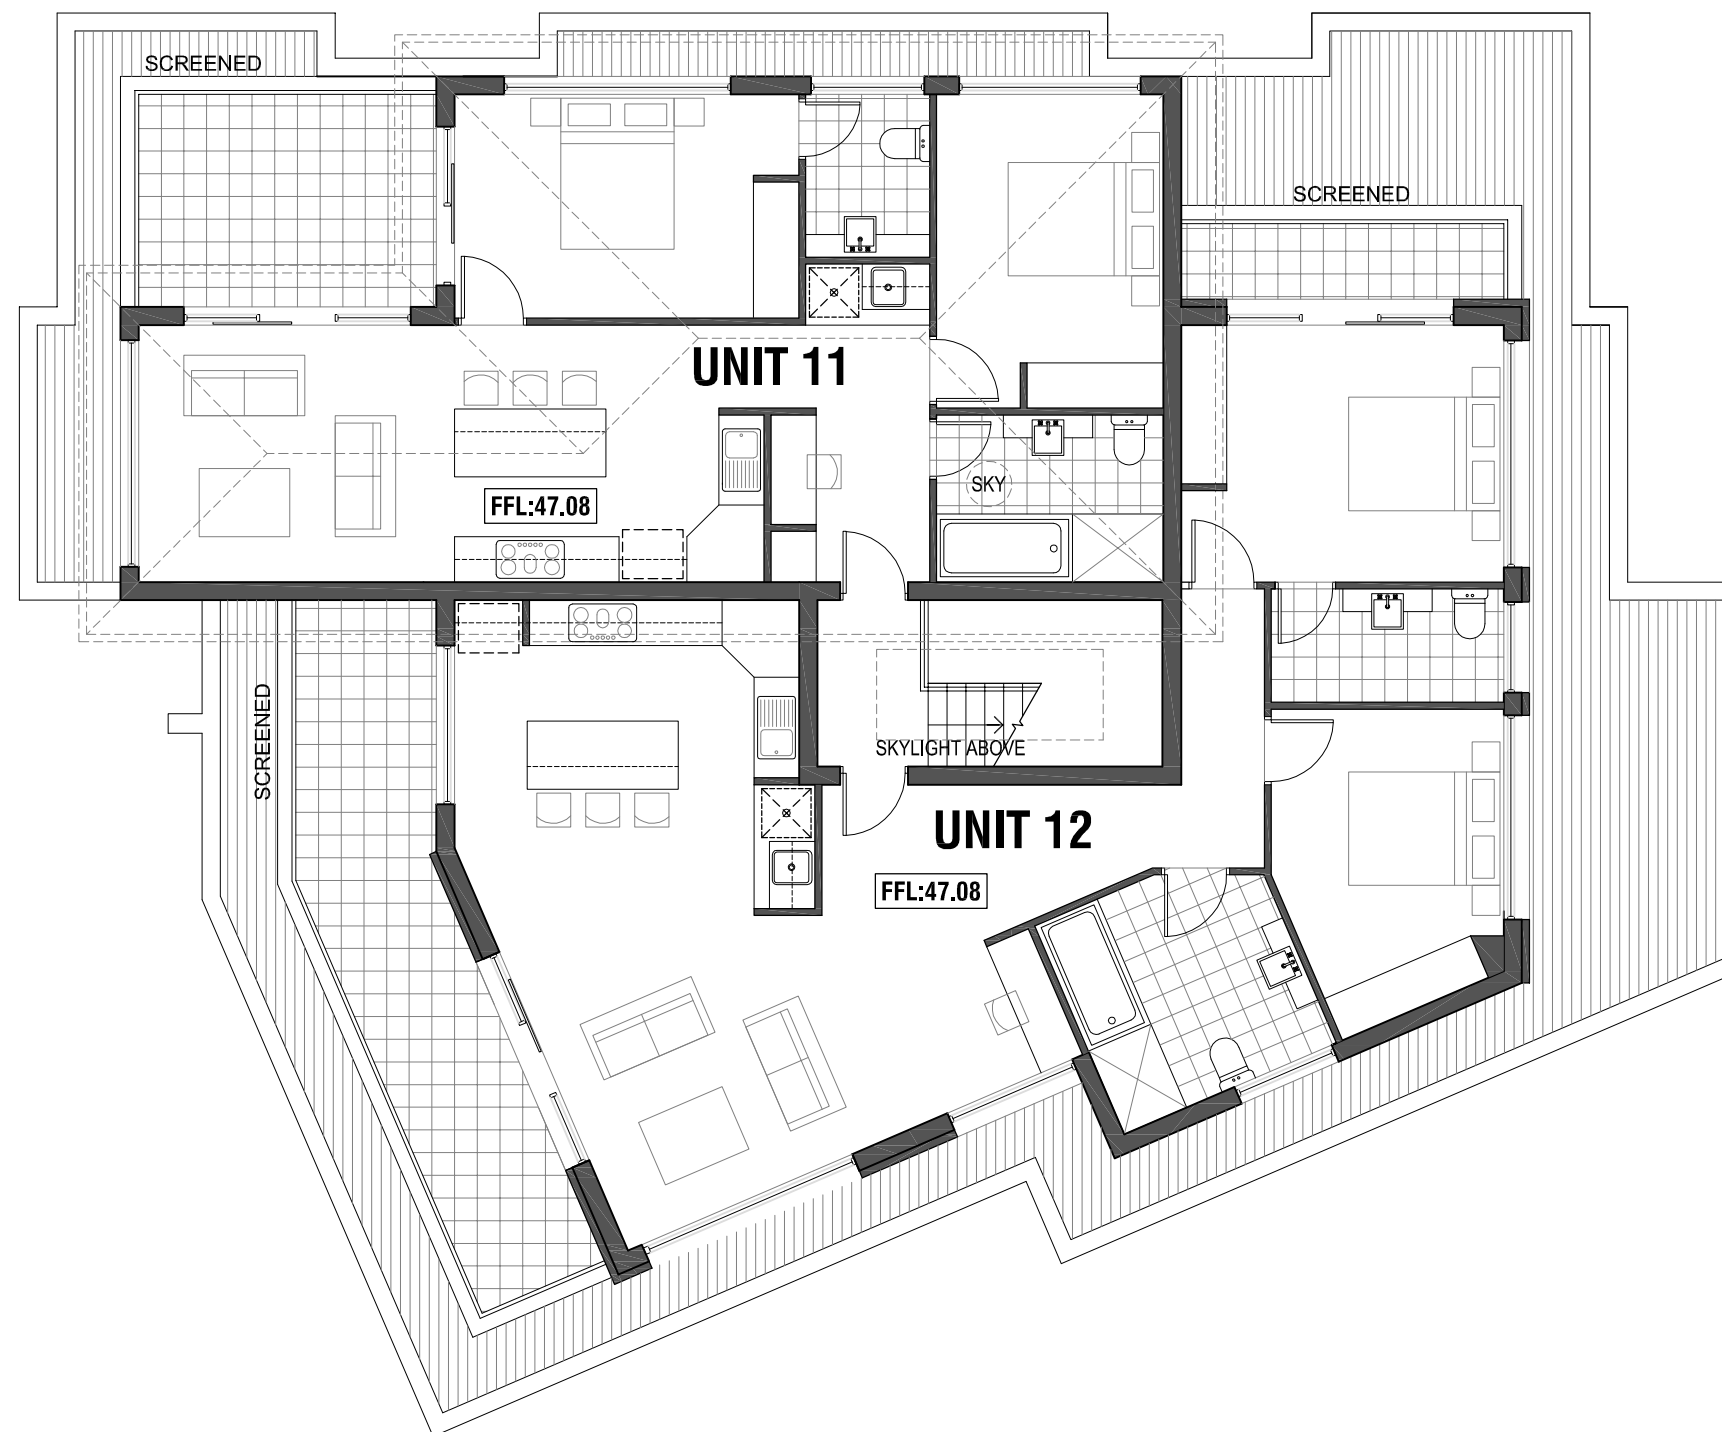 SCREENED
SCREENED
UNIT 11
SKY
FFL:47.08
SCREENED
SKYLIGHT ABOVE
UNIT 12
FFL:47.08